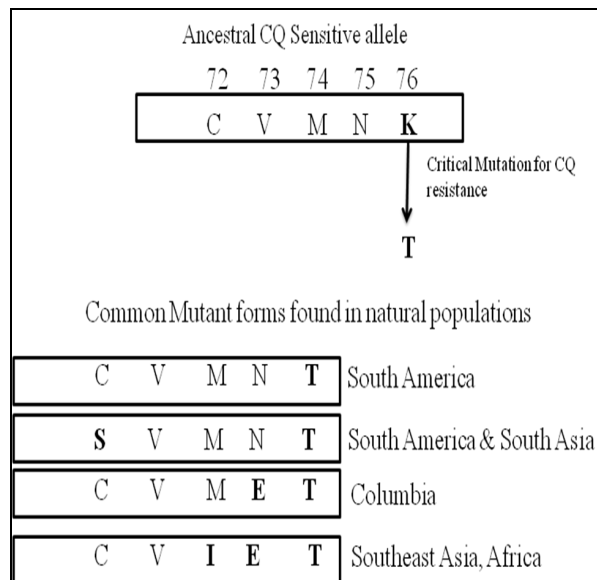 Ancestral CQ Sensitive allele
72 73 74 75 76
C V M N K
Critical Mutation for CQ
resistance
T
Common Mutant forms found in natural populations
C V M N T South America
S V M N T South America & South Asia
C V M E T Columbia
C V I E T Southeast Asia, Africa